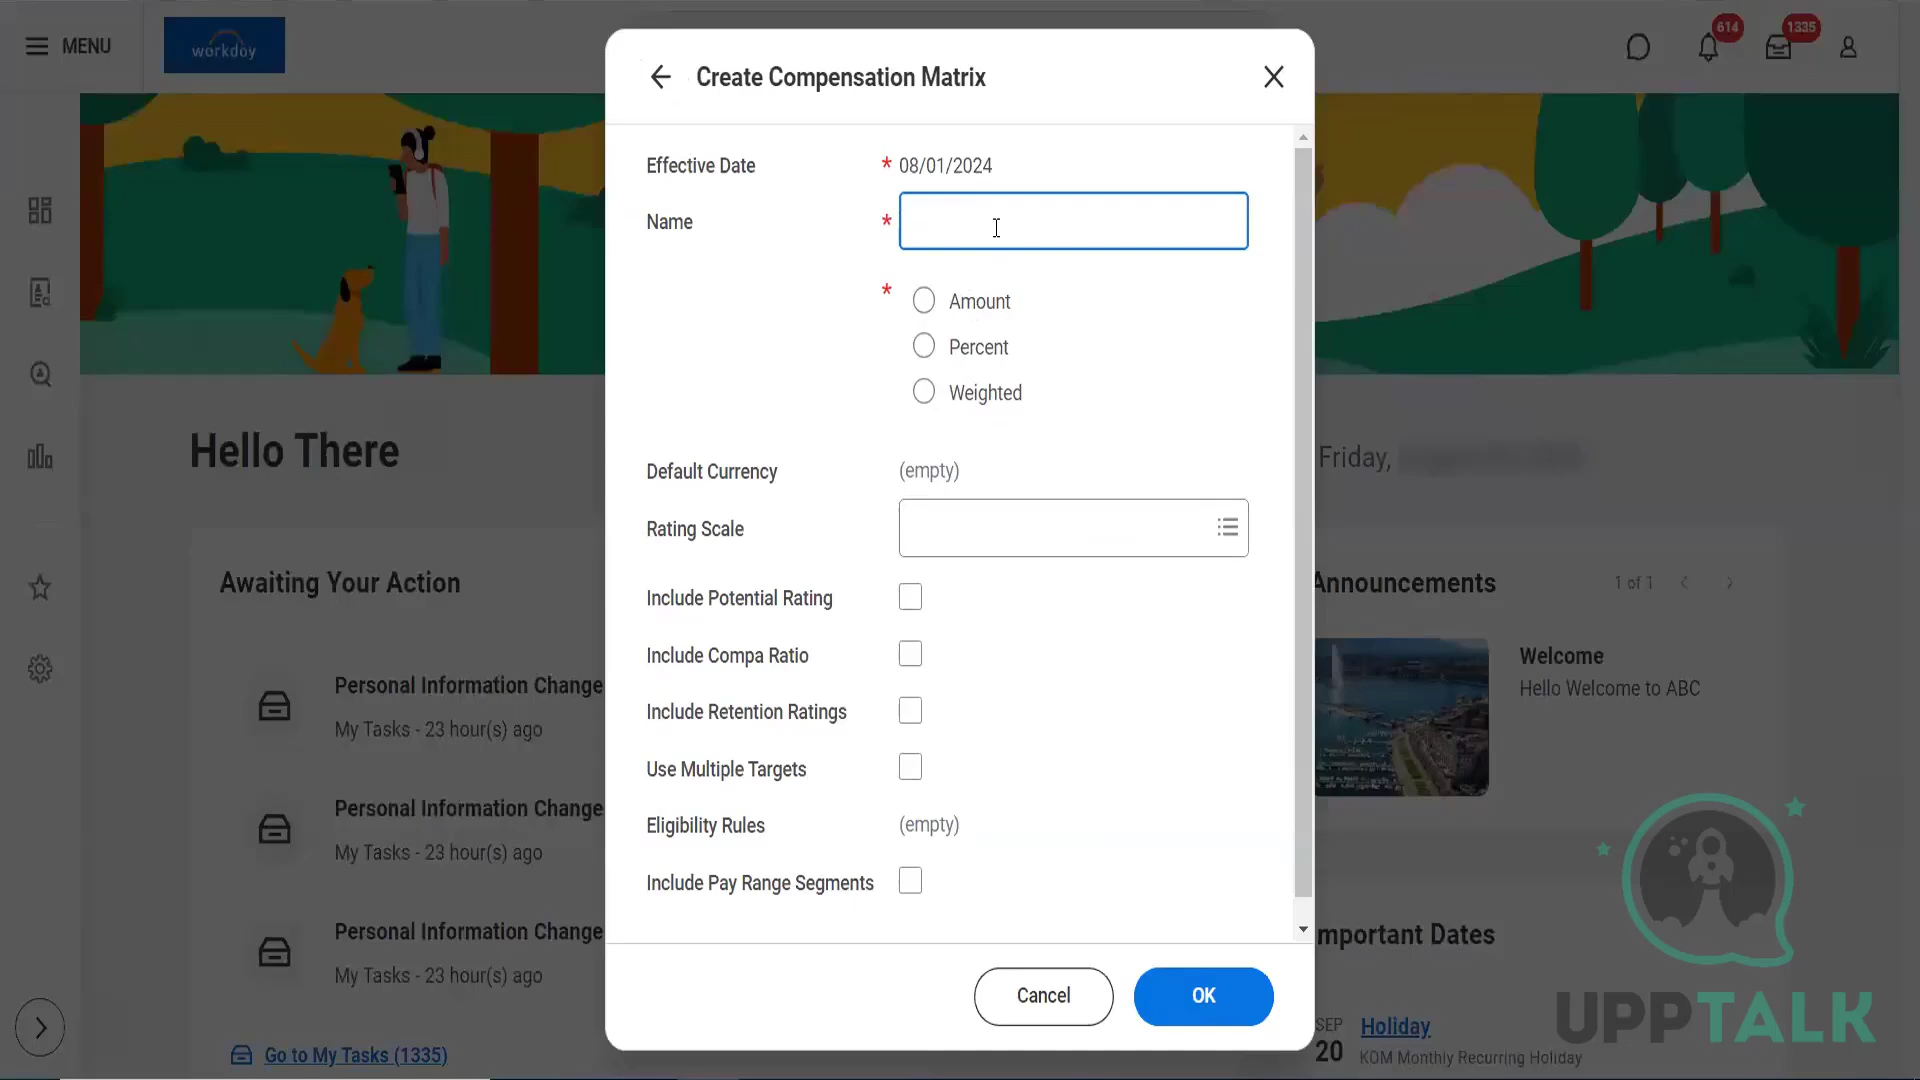 MENU
workday
614
1335
Create Compensation Matrix
Effective Date * 08/01/2024
Name *
* Amount
Percent
Weighted
Default Currency (empty)
Rating Scale
Include Potential Rating
Include Compa Ratio
Include Retention Ratings
Use Multiple Targets
Eligibility Rules (empty)
Include Pay Range Segments
Cancel
OK
Hello There
Friday,
Awaiting Your Action
Personal Information Change
My Tasks - 23 hour(s) ago
Personal Information Change
My Tasks - 23 hour(s) ago
Personal Information Change
My Tasks - 23 hour(s) ago
Go to My Tasks (1335)
Announcements
1 of 1
Welcome
Hello Welcome to ABC
mportant Dates
SEP
20
Holiday
KOM Monthly Recurring Holiday
UPPTALK